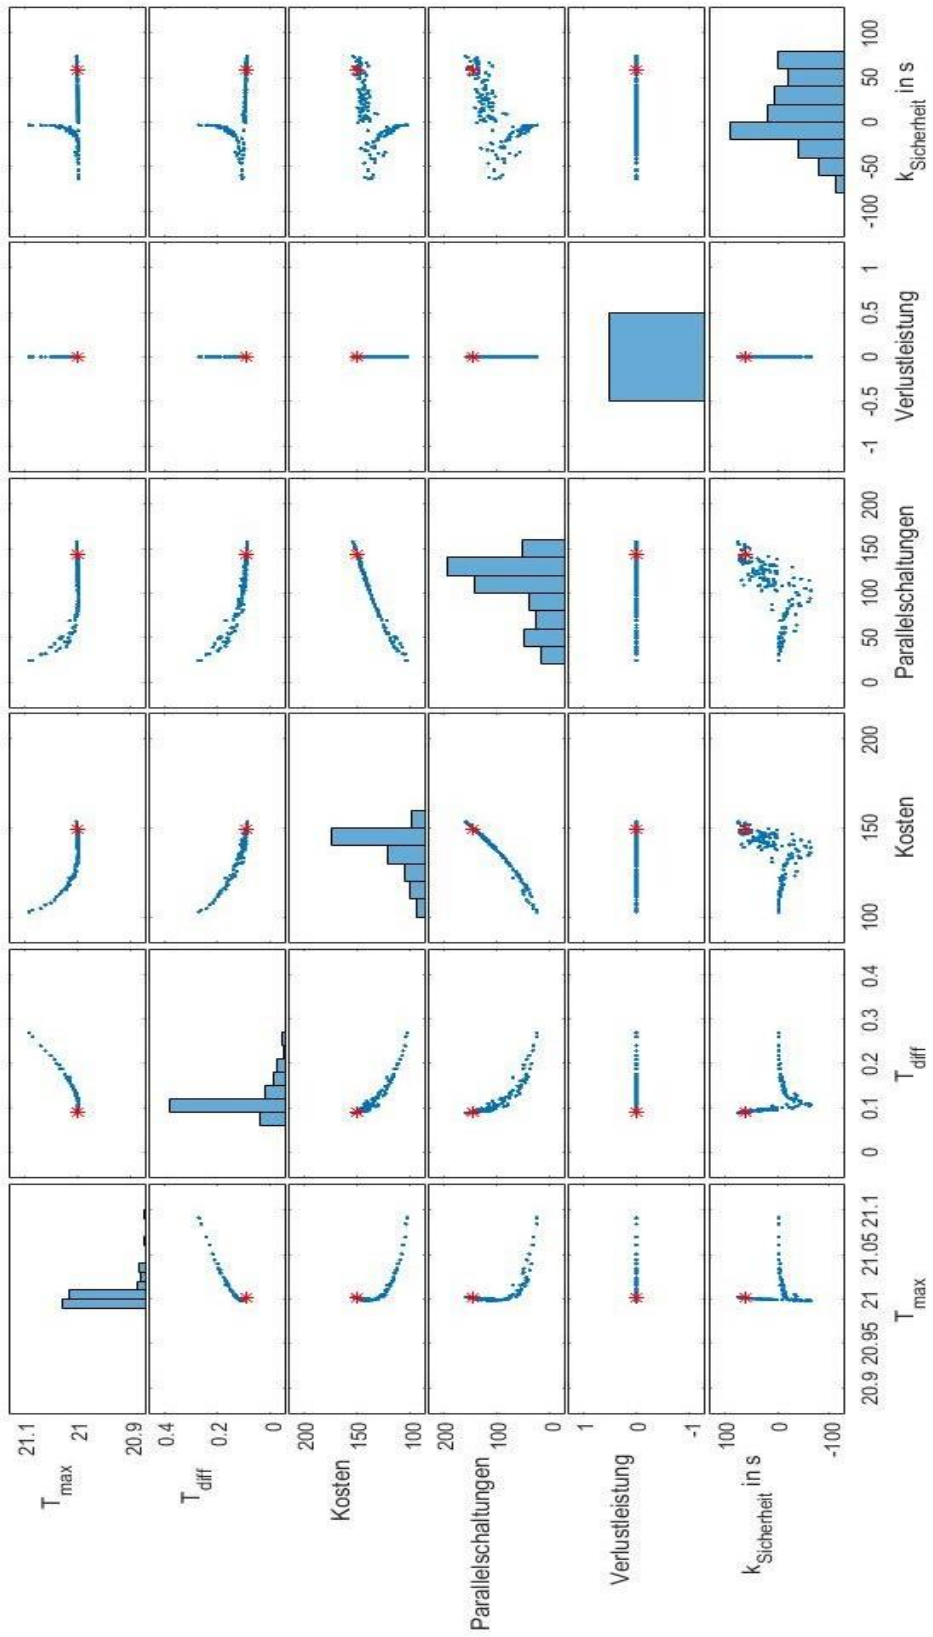 T_max
21.1
21
20.9
T_diff
0.4
0.2
0
Kosten
200
150
100
Parallelschaltungen
200
100
0
Verlustleistung
1
0
-1
k_Sicherheit in s
100
0
-100
20.9 20.95 21 21.05 21.1
T_max
0 0.1 0.2 0.3 0.4
T_diff
100 150 200
Kosten
0 50 100 150 200
Parallelschaltungen
-1 -0.5 0 0.5 1
Verlustleistung
-100 -50 0 50 100
k_Sicherheit in s